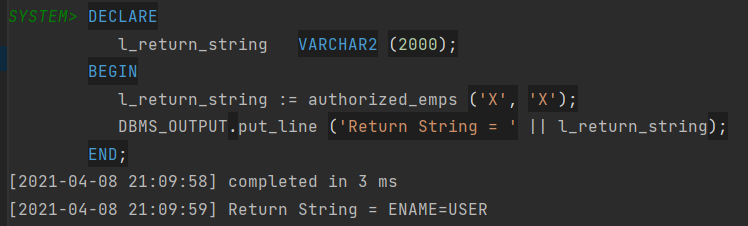 SYSTEM> DECLARE
l_return_string VARCHAR2 (2000);
BEGIN
l_return_string := authorized_emps ('X', 'X');
DBMS_OUTPUT.put_line ('Return String = ' || l_return_string);
END;
[2021-04-08 21:09:58] completed in 3 ms
[2021-04-08 21:09:59] Return String = ENAME=USER